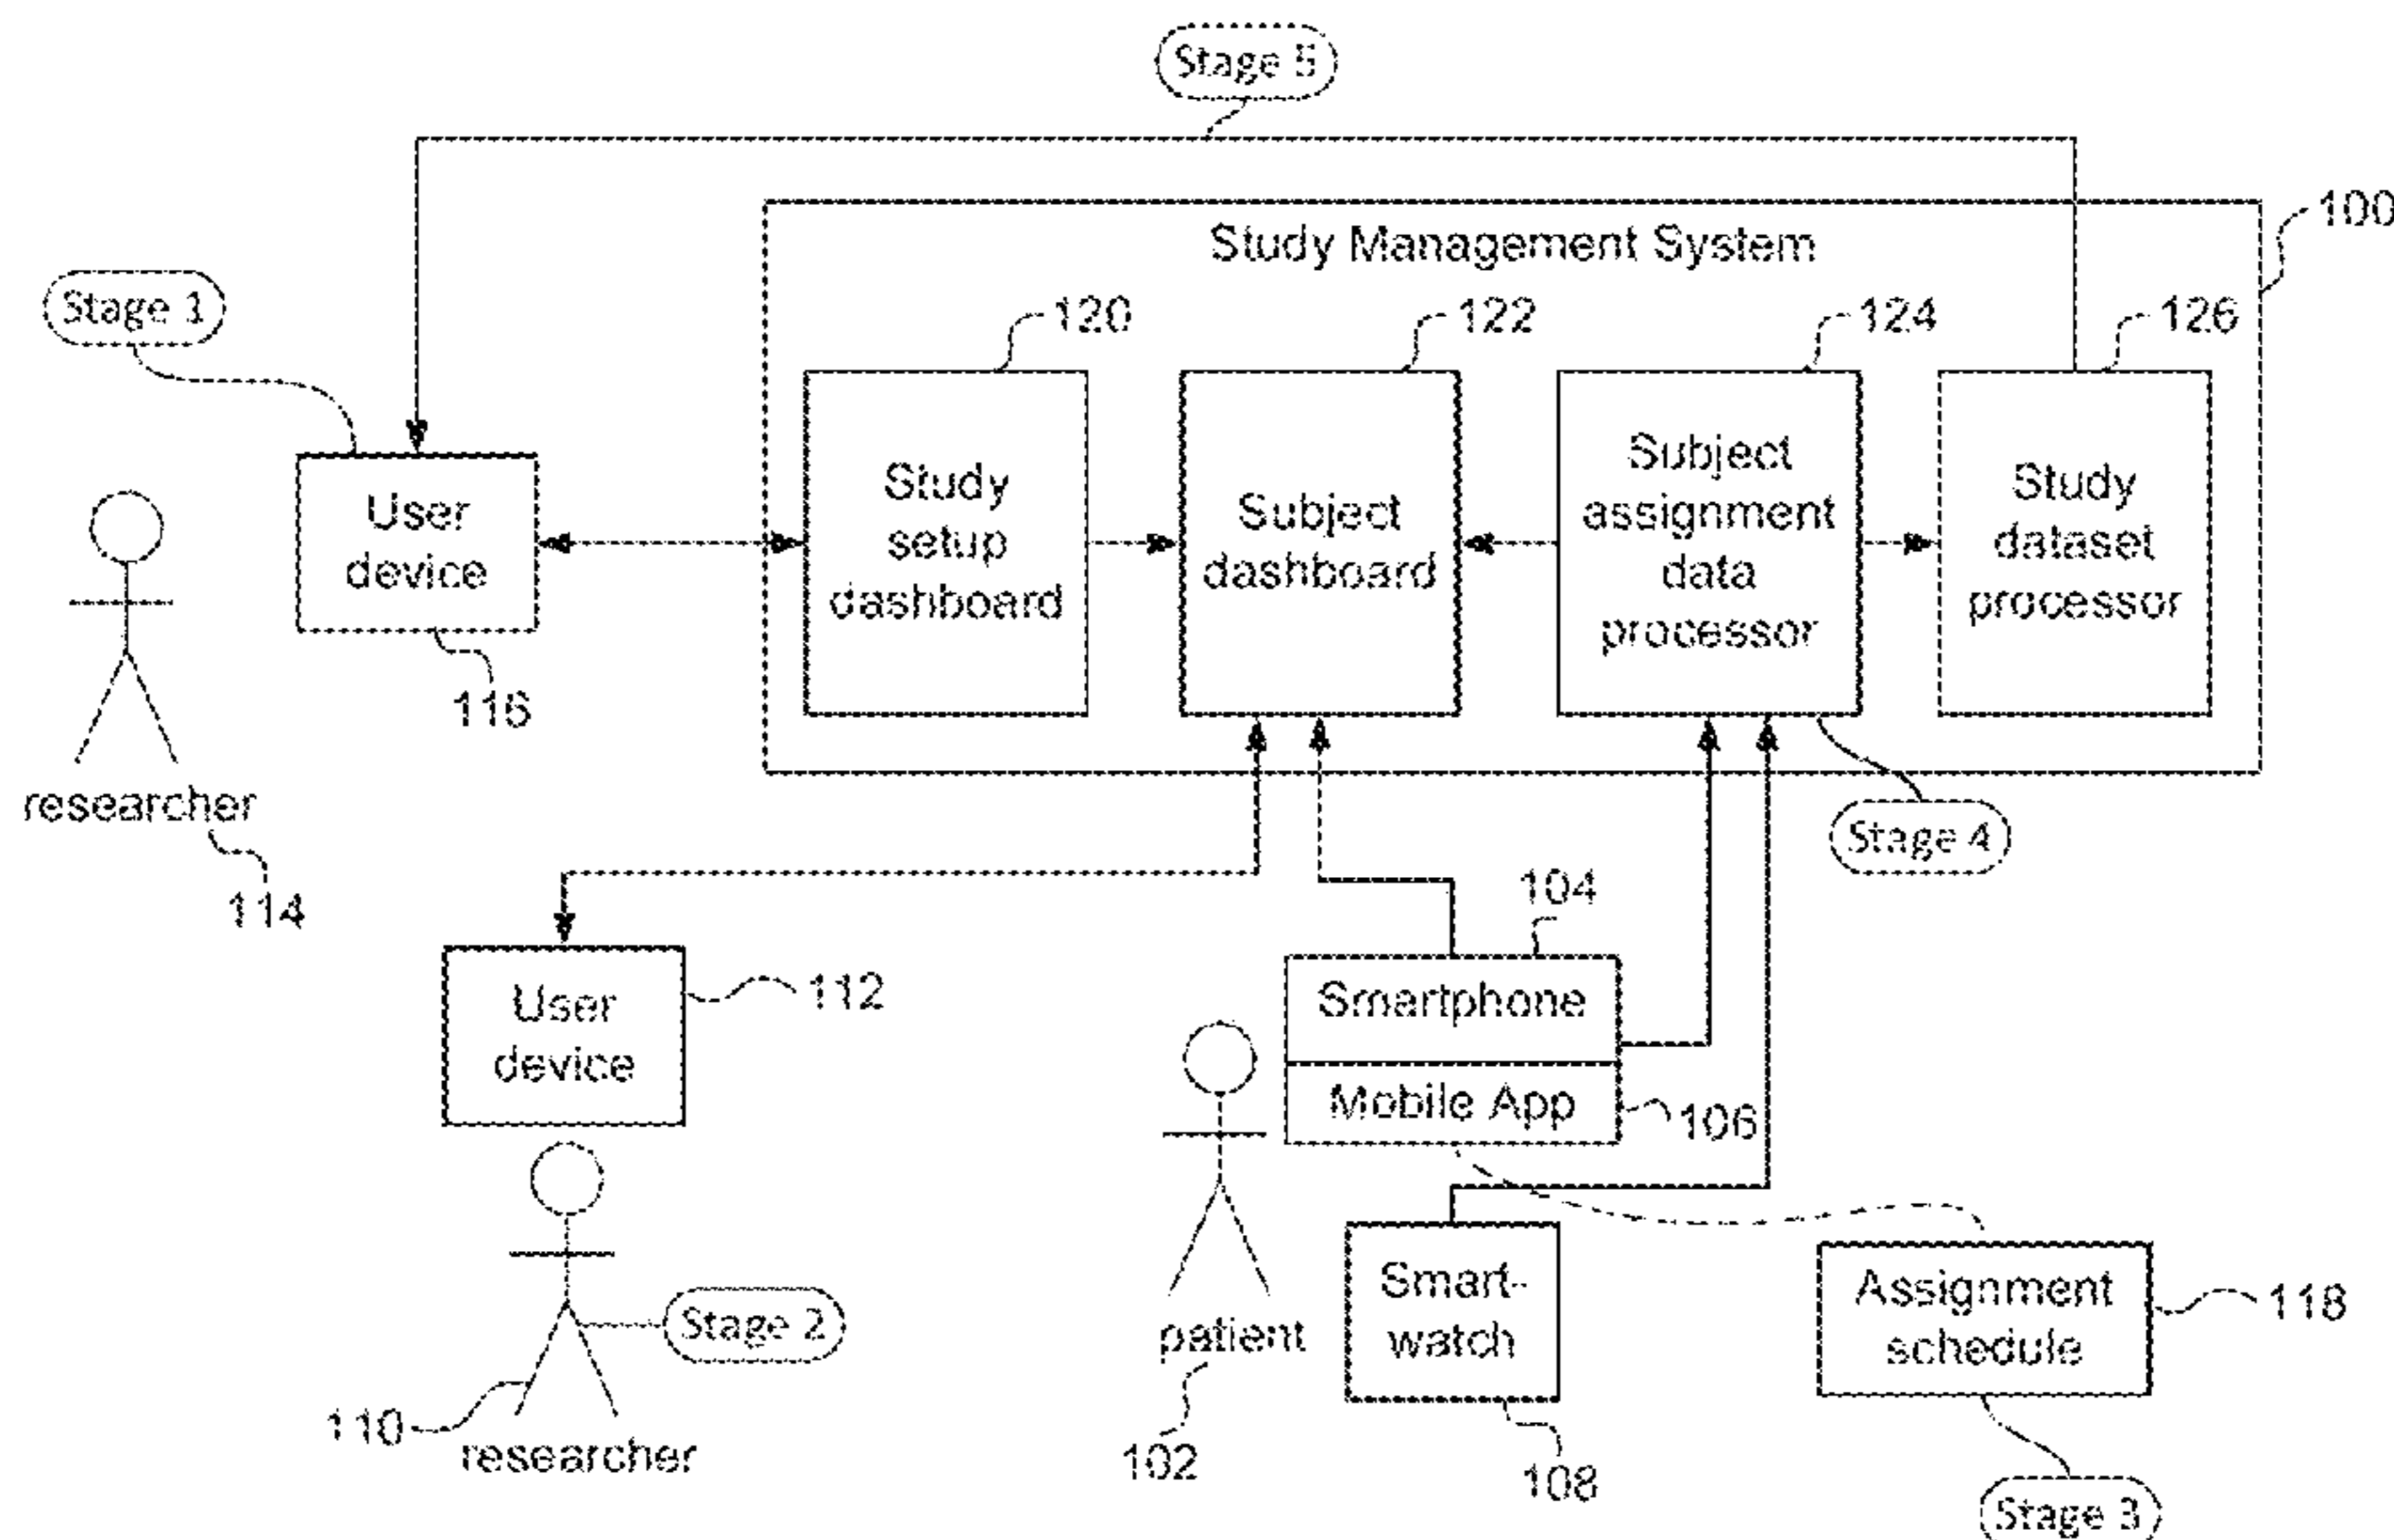 Stage 5
100
Study Management System
Stage 1
120
122
124
126
User
device
Study
setup
dashboard
Subject
dashboard
Subject
assignment
data
processor
Study
dataset
processor
116
researcher
114
Stage 4
104
User
device
112
Smartphone
Mobile App
106
patient
102
Smart-
watch
108
Assignment
schedule
118
Stage 2
110
researcher
Stage 3